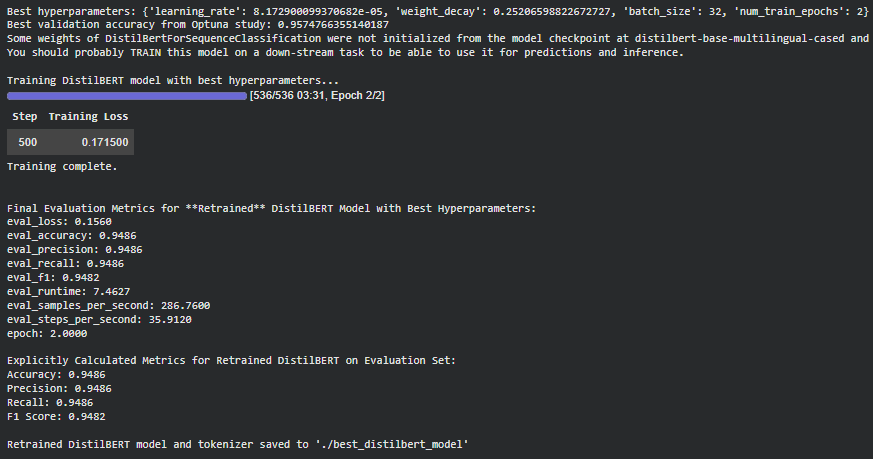 Best hyperparameters: {'learning_rate': 8.172900099370682e-05, 'weight_decay': 0.25206598822672727, 'batch_size': 32, 'num_train_epochs': 2}
Best validation accuracy from Optuna study: 0.9574766355140187
Some weights of DistilBertForSequenceClassification were not initialized from the model checkpoint at distilbert-base-multilingual-cased and
You should probably TRAIN this model on a down-stream task to be able to use it for predictions and inference.
Training DistilBERT model with best hyperparameters...
[536/536 03:31, Epoch 2/2]
Step Training Loss
500 0.171500
Training complete.
Final Evaluation Metrics for **Retrained** DistilBERT Model with Best Hyperparameters:
eval_loss: 0.1560
eval_accuracy: 0.9486
eval_precision: 0.9486
eval_recall: 0.9486
eval_f1: 0.9482
eval_runtime: 7.4627
eval_samples_per_second: 286.7600
eval_steps_per_second: 35.9120
epoch: 2.0000
Explicitly Calculated Metrics for Retrained DistilBERT on Evaluation Set:
Accuracy: 0.9486
Precision: 0.9486
Recall: 0.9486
F1 Score: 0.9482
Retrained DistilBERT model and tokenizer saved to './best_distilbert_model'